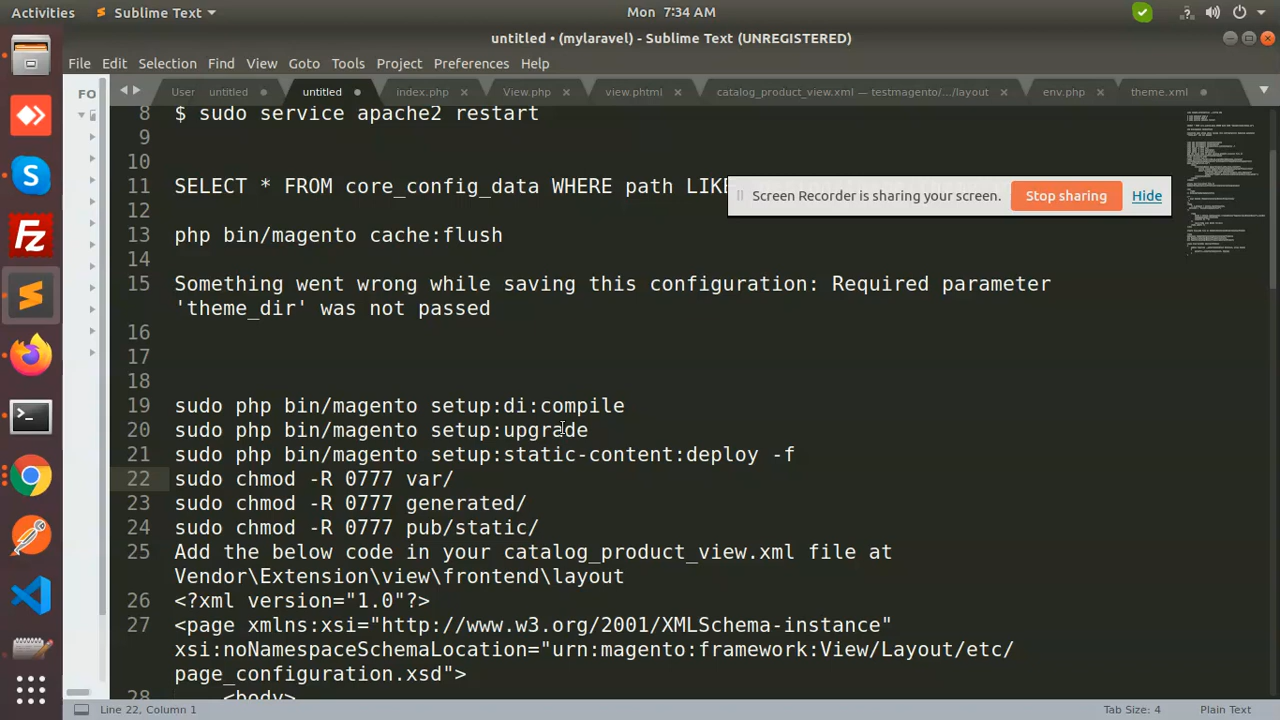 Activities Sublime Text Mon 7:34 AM
untitled • (mylaravel) - Sublime Text (UNREGISTERED)
File Edit Selection Find View Goto Tools Project Preferences Help
FO User untitled untitled index.php View.php view.phtml catalog_product_view.xml — testmagento/.../layout env.php theme.xml
8 $ sudo service apache2 restart
9
10
11 SELECT * FROM core_config_data WHERE path LIKE
Screen Recorder is sharing your screen. Stop sharing Hide
12
13 php bin/magento cache:flush
14
15 Something went wrong while saving this configuration: Required parameter
'theme_dir' was not passed
16
17
18
19 sudo php bin/magento setup:di:compile
20 sudo php bin/magento setup:upgrade
21 sudo php bin/magento setup:static-content:deploy -f
22 sudo chmod -R 0777 var/
23 sudo chmod -R 0777 generated/
24 sudo chmod -R 0777 pub/static/
25 Add the below code in your catalog_product_view.xml file at
Vendor\Extension\view\frontend\layout
26 <?xml version="1.0"?>
27 <page xmlns:xsi="http://www.w3.org/2001/XMLSchema-instance"
xsi:noNamespaceSchemaLocation="urn:magento:framework:View/Layout/etc/
page_configuration.xsd">
28 <body>
Line 22, Column 1 Tab Size: 4 Plain Text